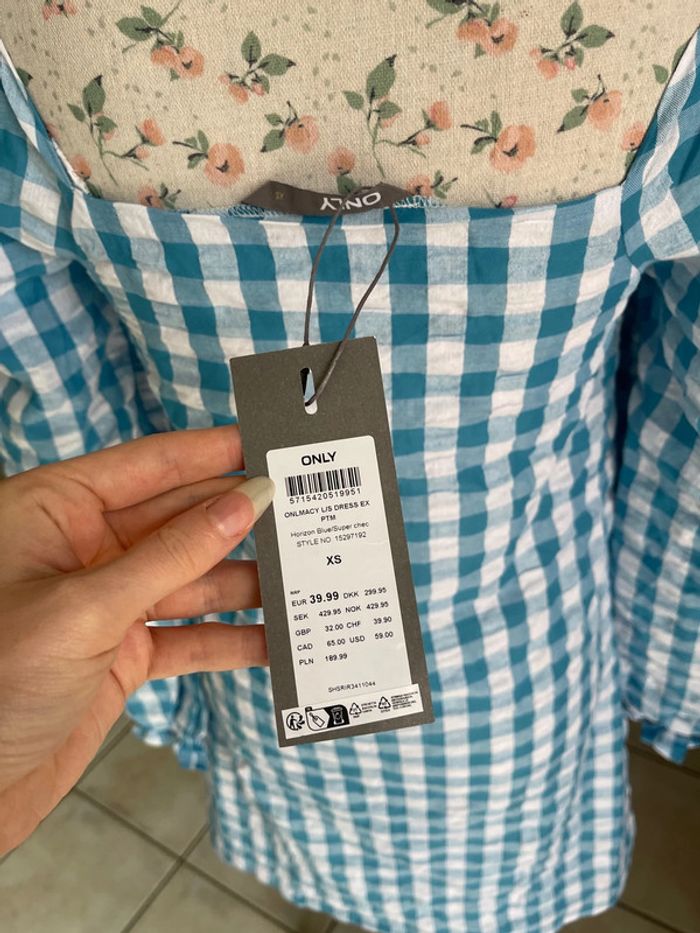 ONLY
ONLY
5715420519951
ONLMACY L/S DRESS EX
PTM
Horizon Blue/Super chec
STYLE NO. 15297192
XS
RRP
EUR 39.99 DKK 299.95
SEK 429.95 NOK 429.95
GBP 32.00 CHF 39.90
CAD 65.00 USD 59.00
PLN 189.99
SHSRIR3411044